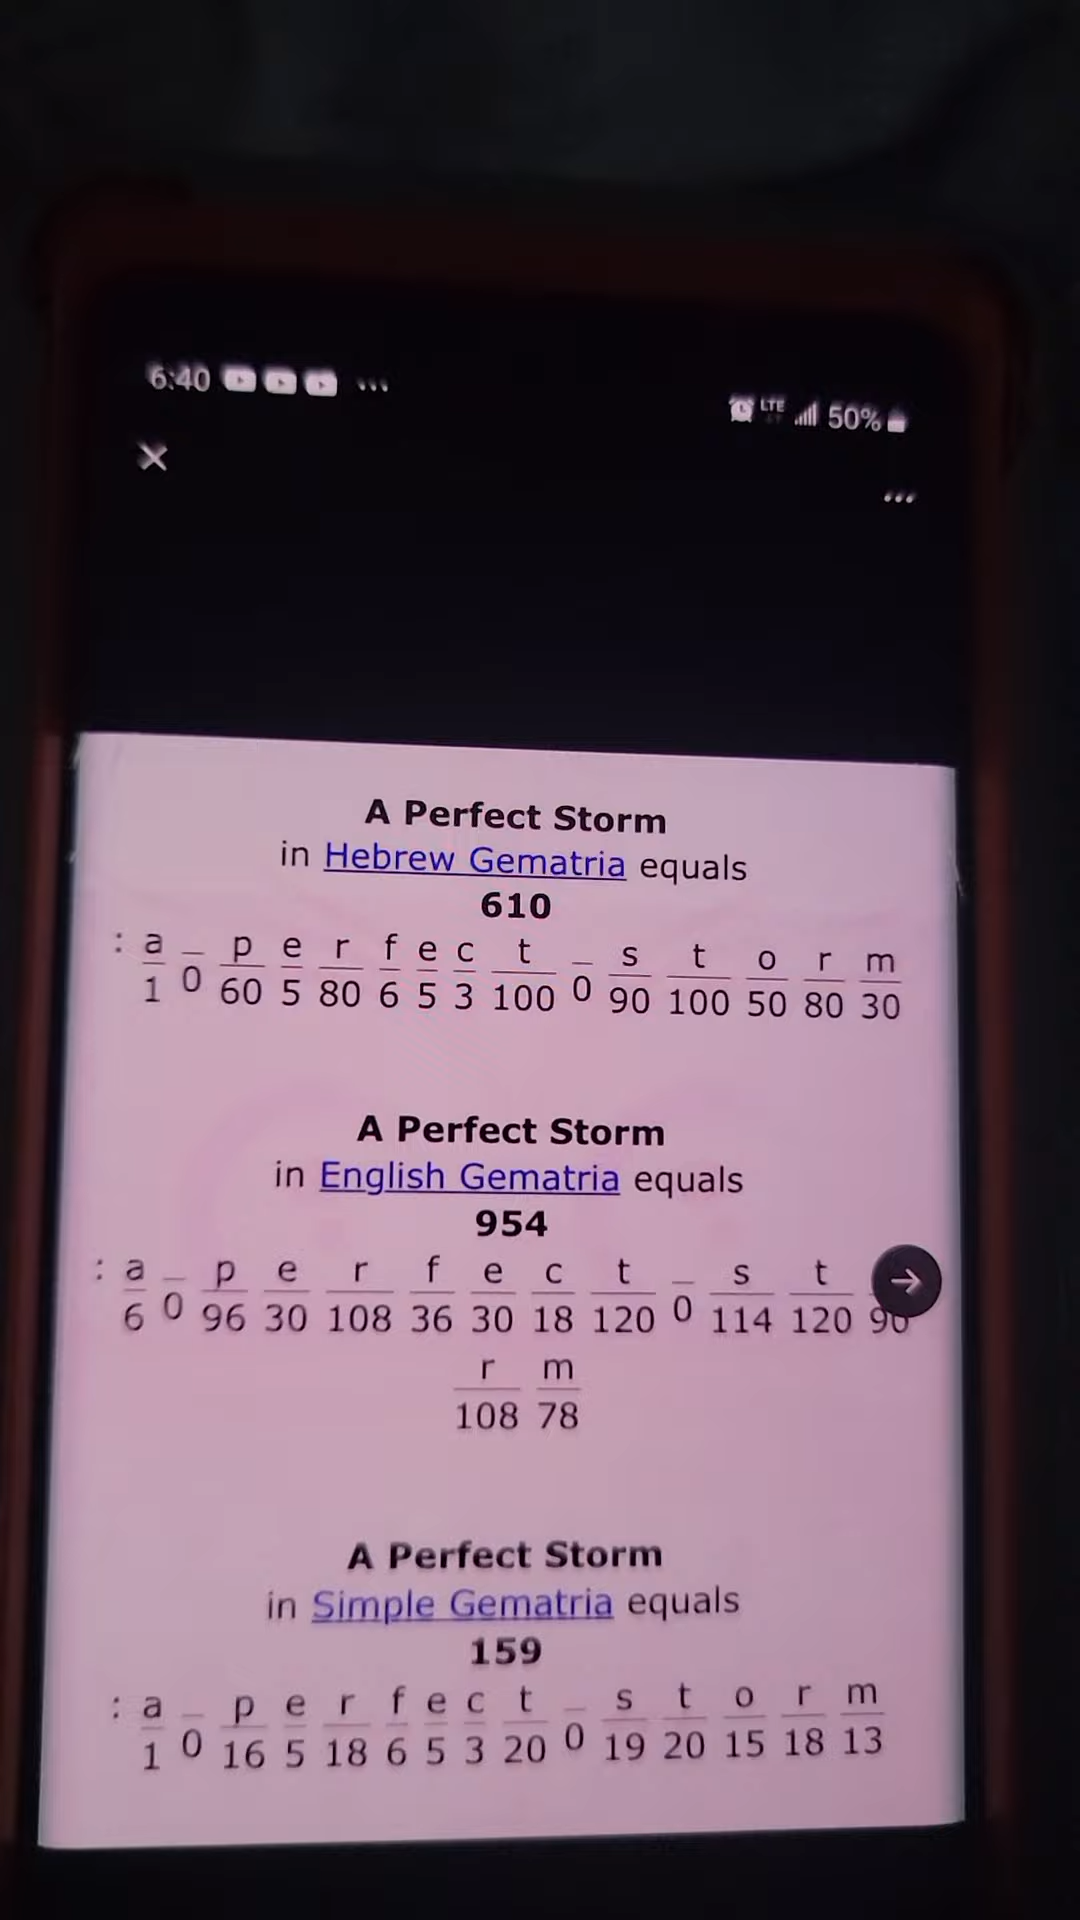 6:40 ...
LTE 50%
×
...
A Perfect Storm
in Hebrew Gematria equals
610
: a _ p e r f e c t _ s t o r m
1 0 60 5 80 6 5 3 100 0 90 100 50 80 30
A Perfect Storm
in English Gematria equals
954
: a _ p e r f e c t _ s t
6 0 96 30 108 36 30 18 120 0 114 120 90
r m
108 78
A Perfect Storm
in Simple Gematria equals
159
: a _ p e r f e c t _ s t o r m
1 0 16 5 18 6 5 3 20 0 19 20 15 18 13